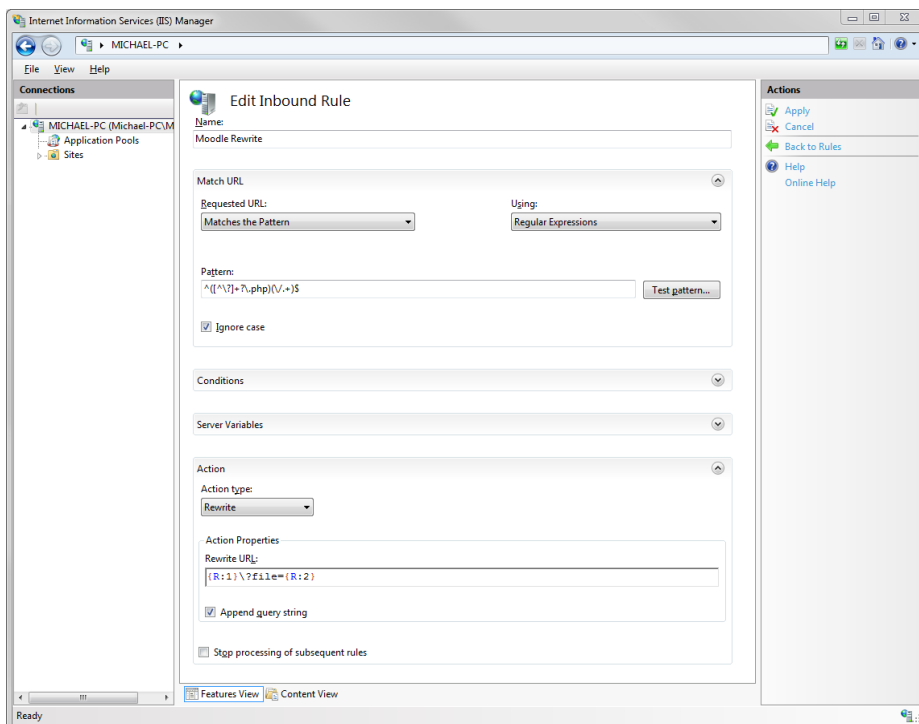 Internet Information Services (IIS) Manager
MICHAEL-PC
File View Help
Connections
MICHAEL-PC (Michael-PC\M
Application Pools
Sites
Edit Inbound Rule
Name:
Moodle Rewrite
Match URL
Requested URL:
Using:
Matches the Pattern
Regular Expressions
Pattern:
^([^\?]+?\.php)(\/.+)$
Test pattern...
Ignore case
Conditions
Server Variables
Action
Action type:
Rewrite
Action Properties
Rewrite URL:
{R:1}\?file={R:2}
Append query string
Stop processing of subsequent rules
Features View Content View
Actions
Apply
Cancel
Back to Rules
Help
Online Help
Ready